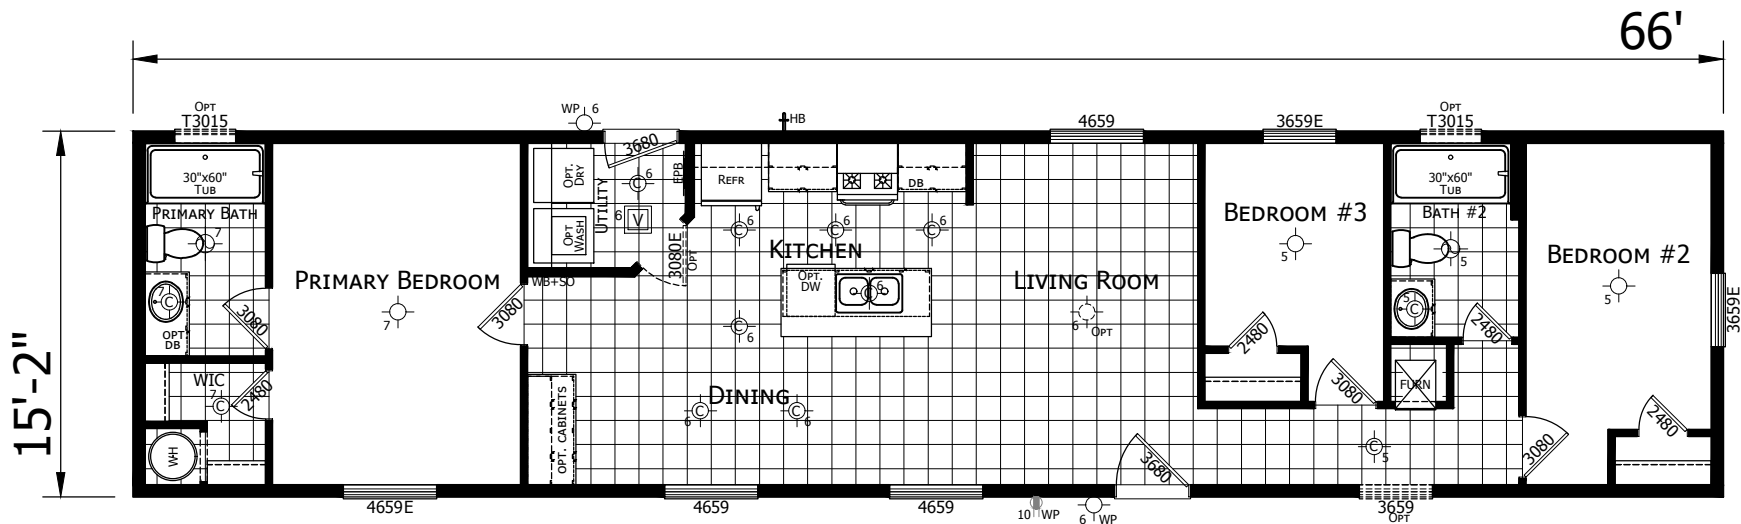 66'
15'-2"
OPT
T3015
WP 6
HB
4659
3659E
OPT
T3015
3680
30"x60"
TUB
PRIMARY BATH
7
OPT.
DRY
UTILITY
C 6
EPB
REFR
DB
30"x60"
TUB
BATH #2
BEDROOM #3
5
BEDROOM #2
5
OPT
WASH
6 V
C 6
C 6
C 6
KITCHEN
3080E
OPT
PRIMARY BEDROOM
7
WB+SO
OPT.
DW
C 6
LIVING ROOM
6 OPT
5
7 C
OPT
DB
3080
3080
C 6
5 C
2480
2480
3659E
WIC
7 C
2480
DINING
C 6
C 6
OPT. CABINETS
3080
FURN
2480
WH
3680
C 5
3080
4659E
4659
4659
10 WP
6 WP
3659
OPT